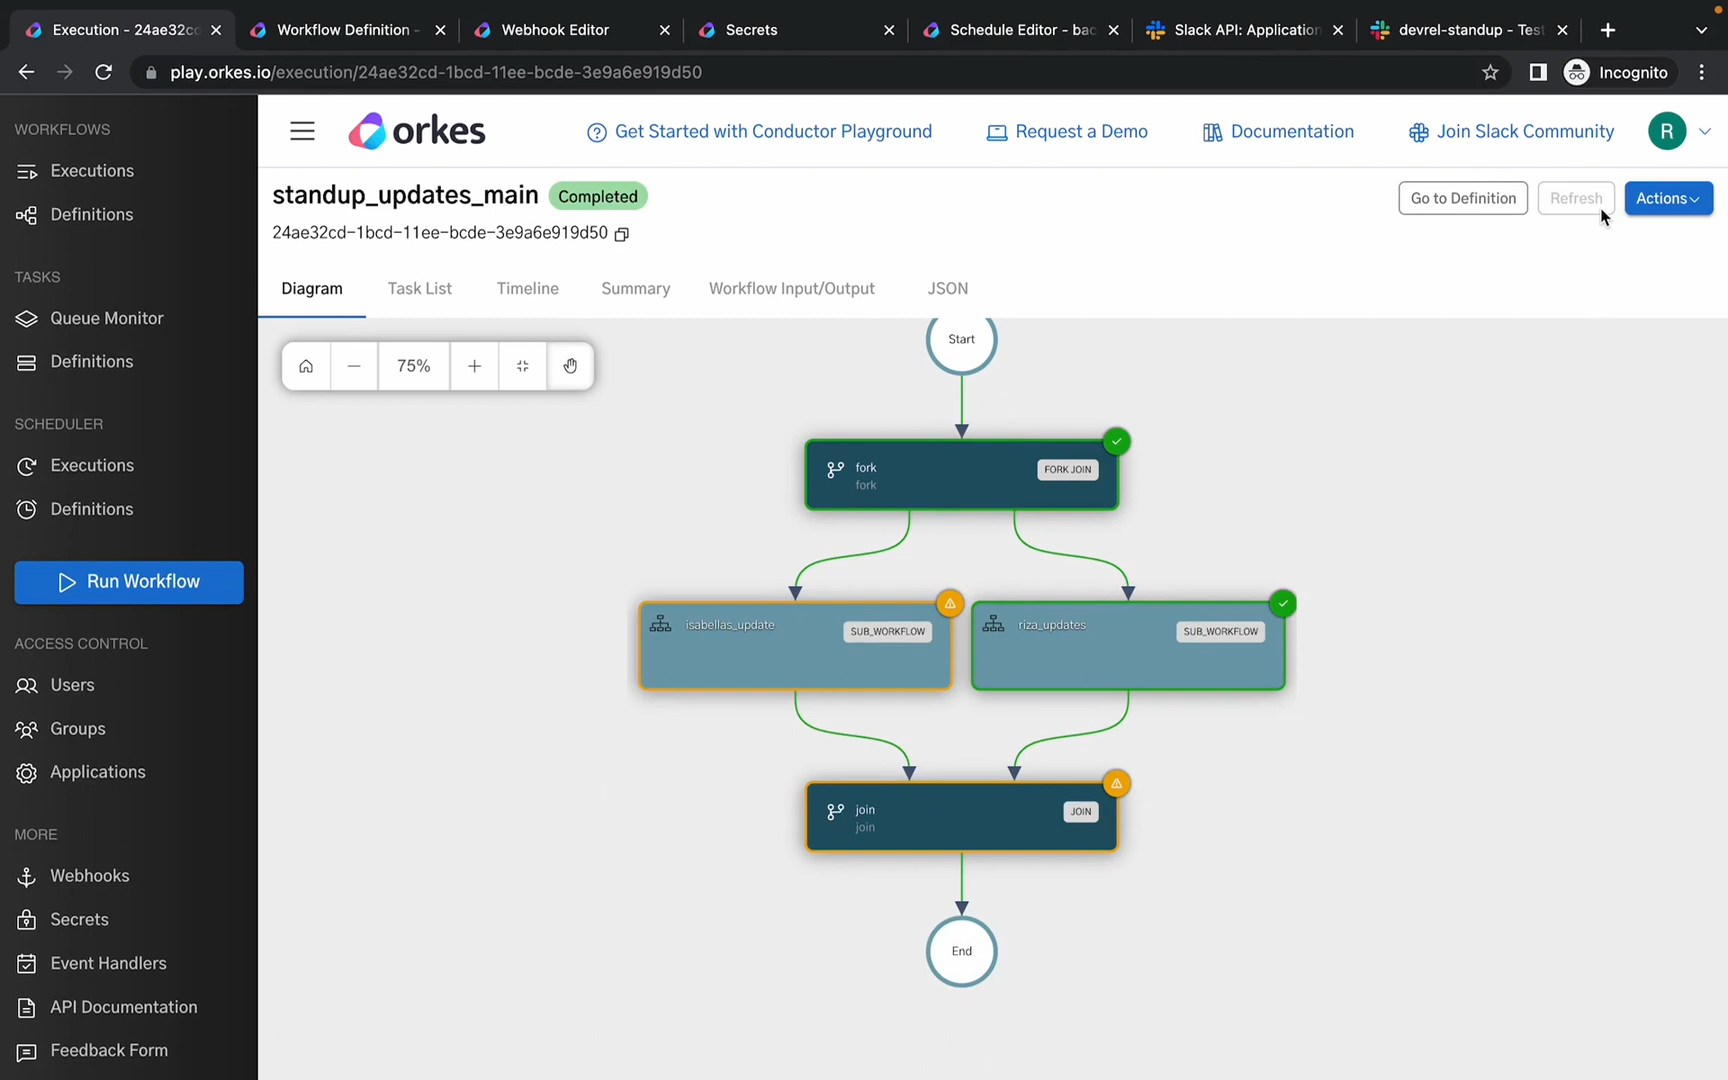 Execution - 24ae32cd
Workflow Definition -
Webhook Editor
Secrets
Schedule Editor - bac
Slack API: Application
devrel-standup - Test
play.orkes.io/execution/24ae32cd-1bcd-11ee-bcde-3e9a6e919d50
Incognito
WORKFLOWS
Executions
Definitions
TASKS
Queue Monitor
Definitions
SCHEDULER
Executions
Definitions
Run Workflow
ACCESS CONTROL
Users
Groups
Applications
MORE
Webhooks
Secrets
Event Handlers
API Documentation
Feedback Form
orkes
Get Started with Conductor Playground
Request a Demo
Documentation
Join Slack Community
R
standup_updates_main
Completed
24ae32cd-1bcd-11ee-bcde-3e9a6e919d50
Go to Definition
Refresh
Actions
Diagram
Task List
Timeline
Summary
Workflow Input/Output
JSON
75%
Start
fork
fork
FORK JOIN
isabellas_update
SUB_WORKFLOW
riza_updates
SUB_WORKFLOW
join
join
JOIN
End